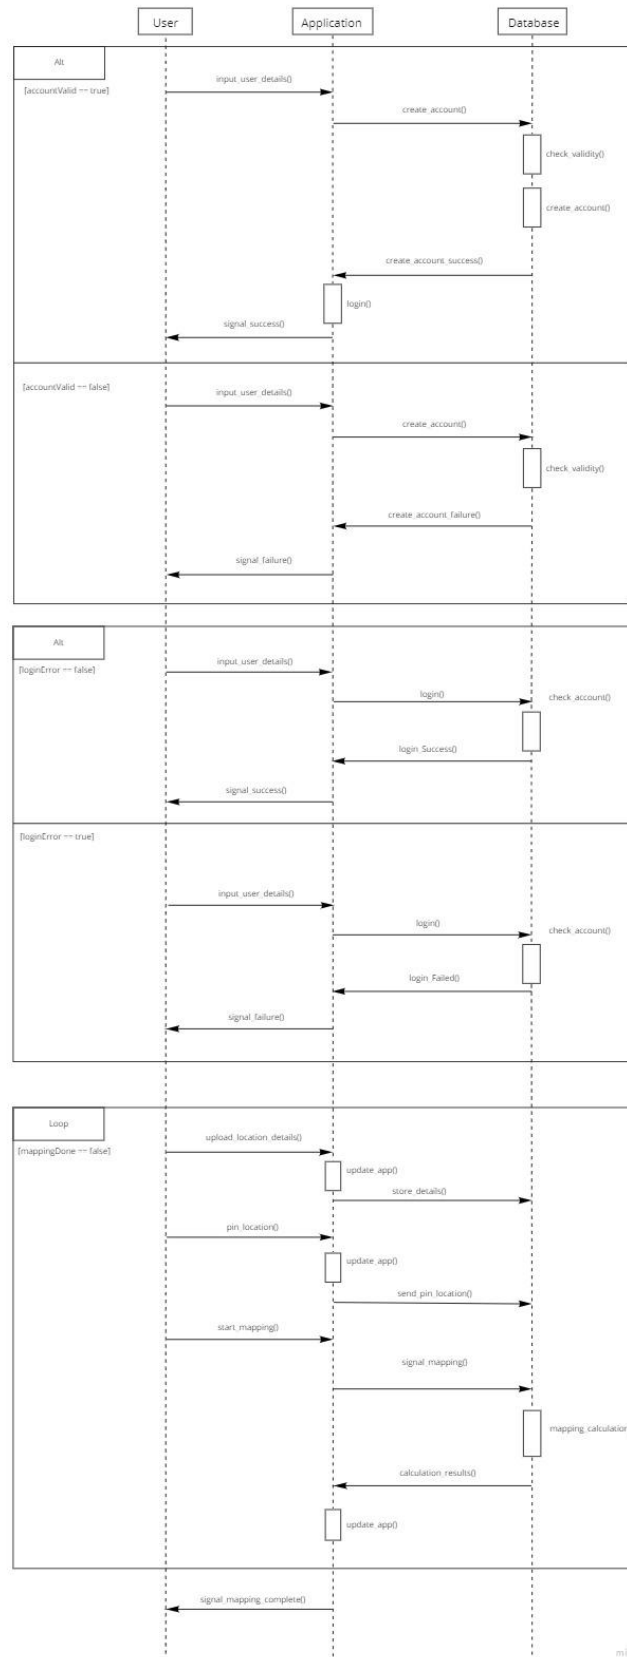 User Application Database
Alt
[accountValid == true]
input_user_details()
create_account()
check_validity()
create_account()
create_account_success()
login()
signal_success()
[accountValid == false]
input_user_details()
create_account()
check_validity()
create_account_failure()
signal_failure()
Alt
[loginError == false]
input_user_details()
login()
check_account()
login_Success()
signal_success()
[loginError == true]
input_user_details()
login()
check_account()
login_Failed()
signal_failure()
Loop
[mappingDone == false]
upload_location_details()
update_app()
store_details()
pin_location()
update_app()
send_pin_location()
start_mapping()
signal_mapping()
mapping_calculation
calculation_results()
update_app()
signal_mapping_complete()